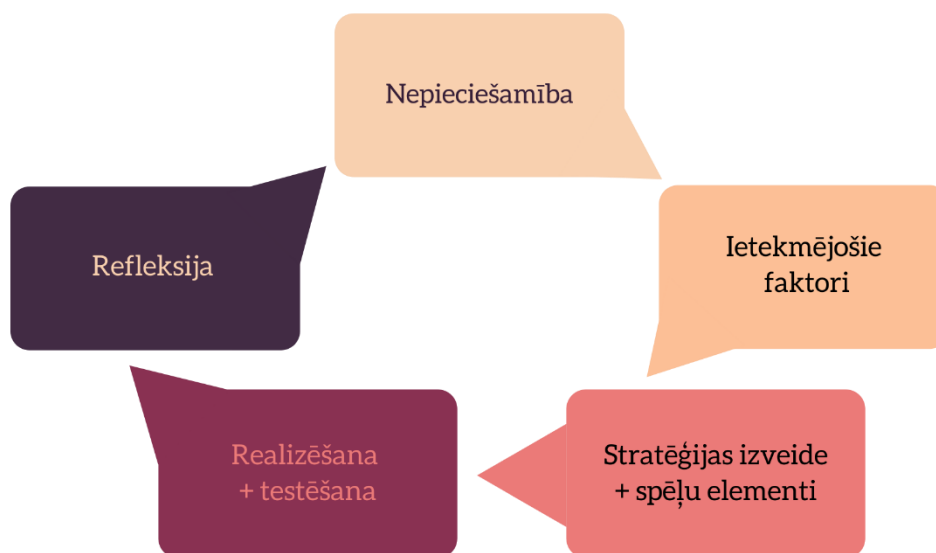 Nepieciešamība
Ietekmējošie
faktori
Stratēģijas izveide
+ spēļu elementi
Realizēšana
+ testēšana
Refleksija